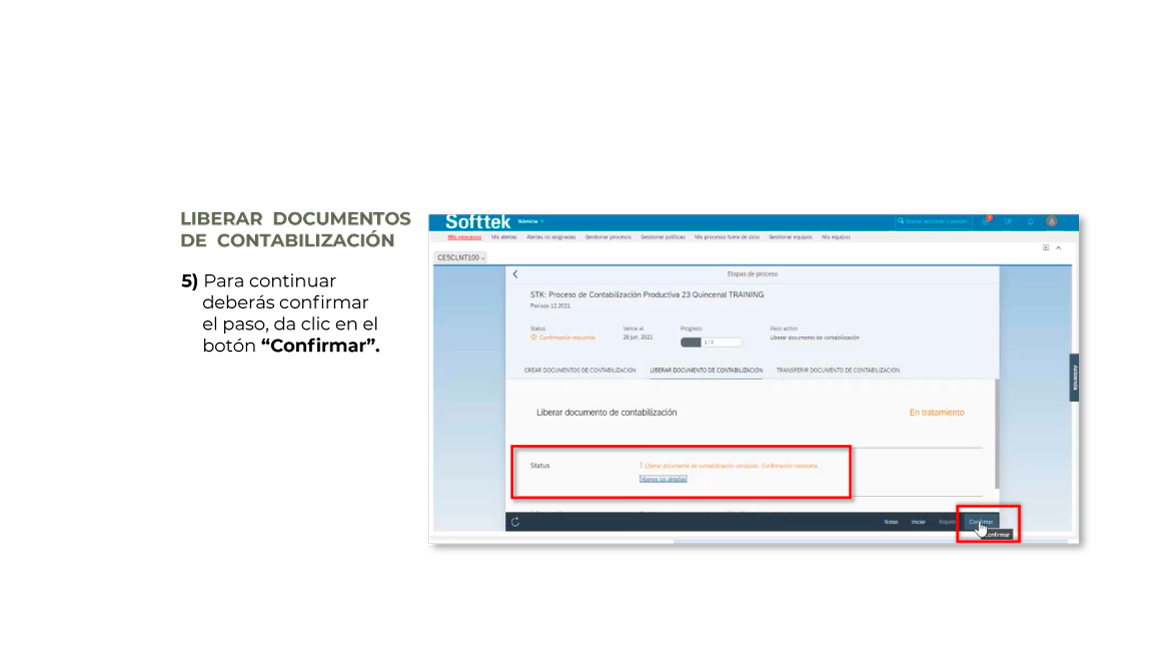 LIBERAR DOCUMENTOS
DE CONTABILIZACIÓN
5) Para continuar
deberás confirmar
el paso, da clic en el
botón “Confirmar”.
Softtek Nómina
Mis procesos Mis alertas Alertas no asignadas Gestionar procesos Gestionar políticas Mis procesos fuera de ciclo Gestionar equipos Mis equipos
CE5CLNT100
Etapas de proceso
STK: Proceso de Contabilización Productiva 23 Quincenal TRAINING
Período 12.2021
Status Vence el Progreso Paso activo
Confirmación requerida 29 jun. 2021 1/3 Liberar documento de contabilización
CREAR DOCUMENTOS DE CONTABILIZACIÓN LIBERAR DOCUMENTO DE CONTABILIZACIÓN TRANSFERIR DOCUMENTO DE CONTABILIZACIÓN
Liberar documento de contabilización En tratamiento
Status Liberar documento de contabilización concluido. Confirmación necesaria
Mostrar los detalles
Notas Iniciar Confirmar
Confirmar
Asistencia